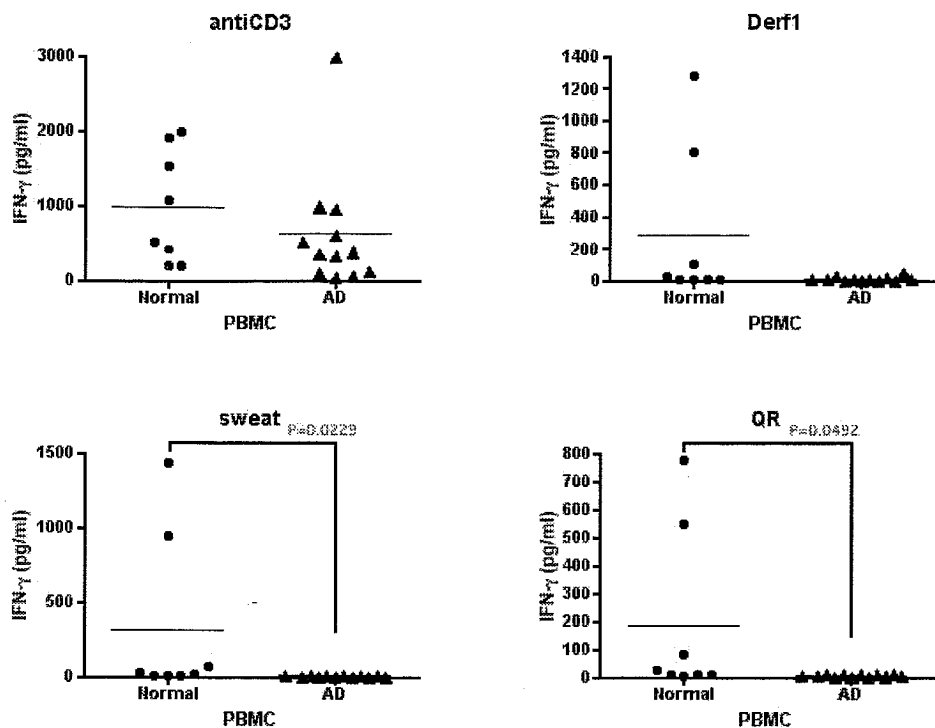 antiCD3
3000
2000
1000
0
IFN-γ (pg/ml)
Normal
AD
PBMC
Derf1
1400
1200
1000
800
600
400
200
0
IFN-γ (pg/ml)
Normal
AD
PBMC
sweat
P=0.0229
1500
1000
500
0
IFN-γ (pg/ml)
Normal
AD
PBMC
QR
P=0.0492
800
700
600
500
400
300
200
100
0
IFN-γ (pg/ml)
Normal
AD
PBMC